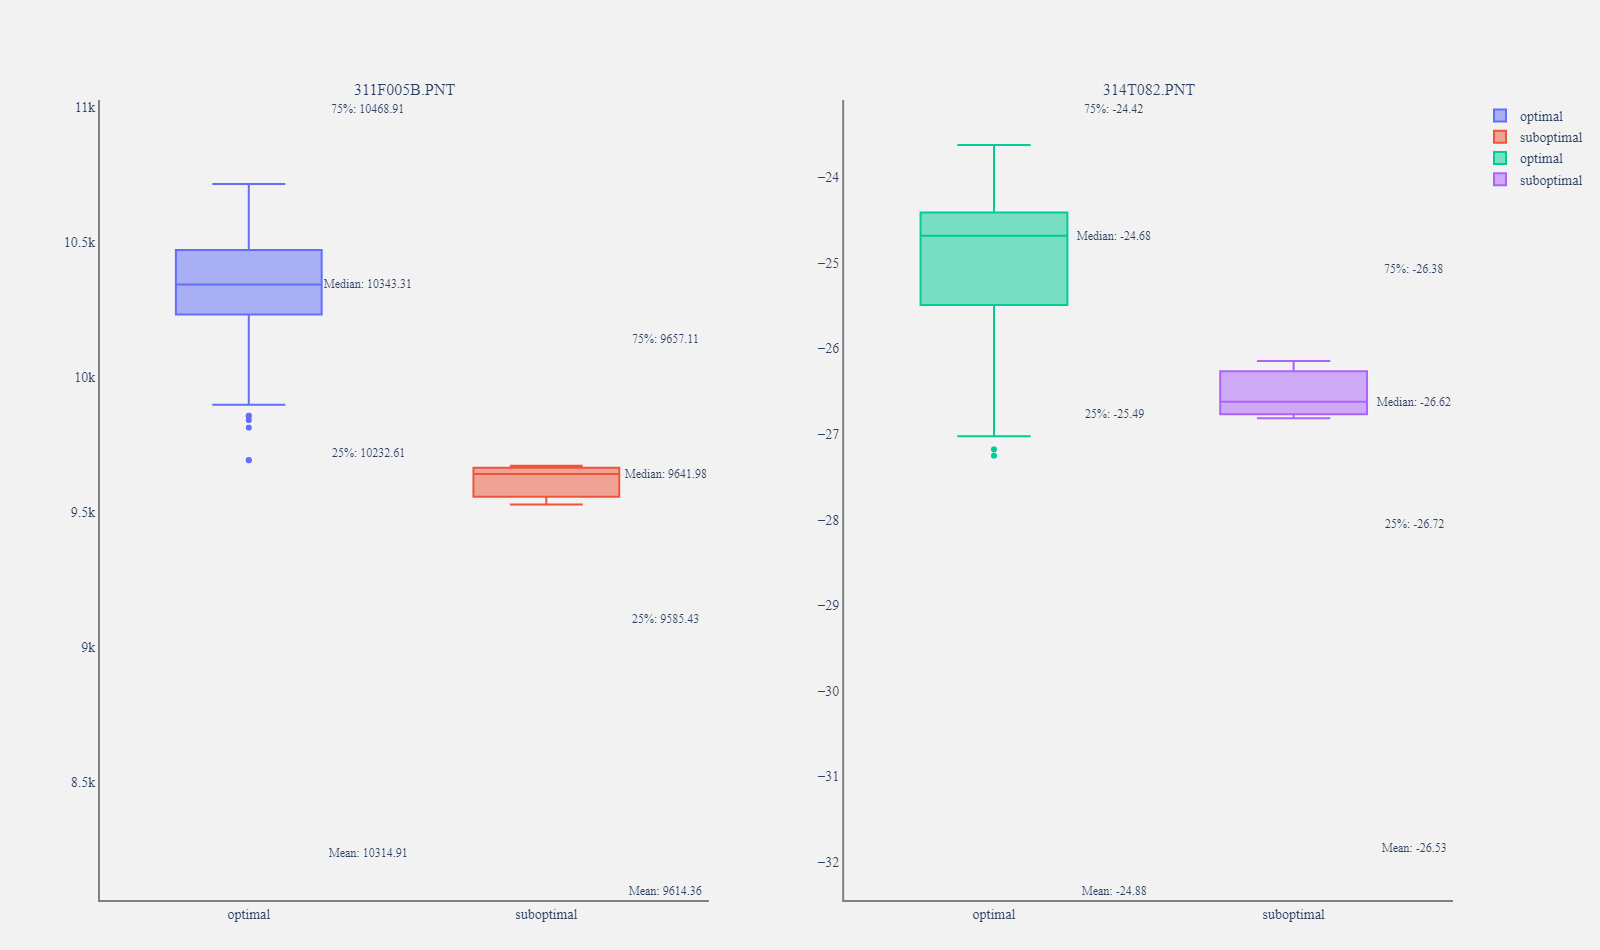 311F005B.PNT
75%: 10468.91
11k
10.5k
10k
9.5k
9k
8.5k
Median: 10343.31
25%: 10232.61
Mean: 10314.91
75%: 9657.11
Median: 9641.98
25%: 9585.43
Mean: 9614.36
optimal
suboptimal
314T082.PNT
75%: -24.42
−24
−25
−26
−27
−28
−29
−30
−31
−32
Median: -24.68
25%: -25.49
Mean: -24.88
75%: -26.38
Median: -26.62
25%: -26.72
Mean: -26.53
optimal
suboptimal
optimal
suboptimal
optimal
suboptimal